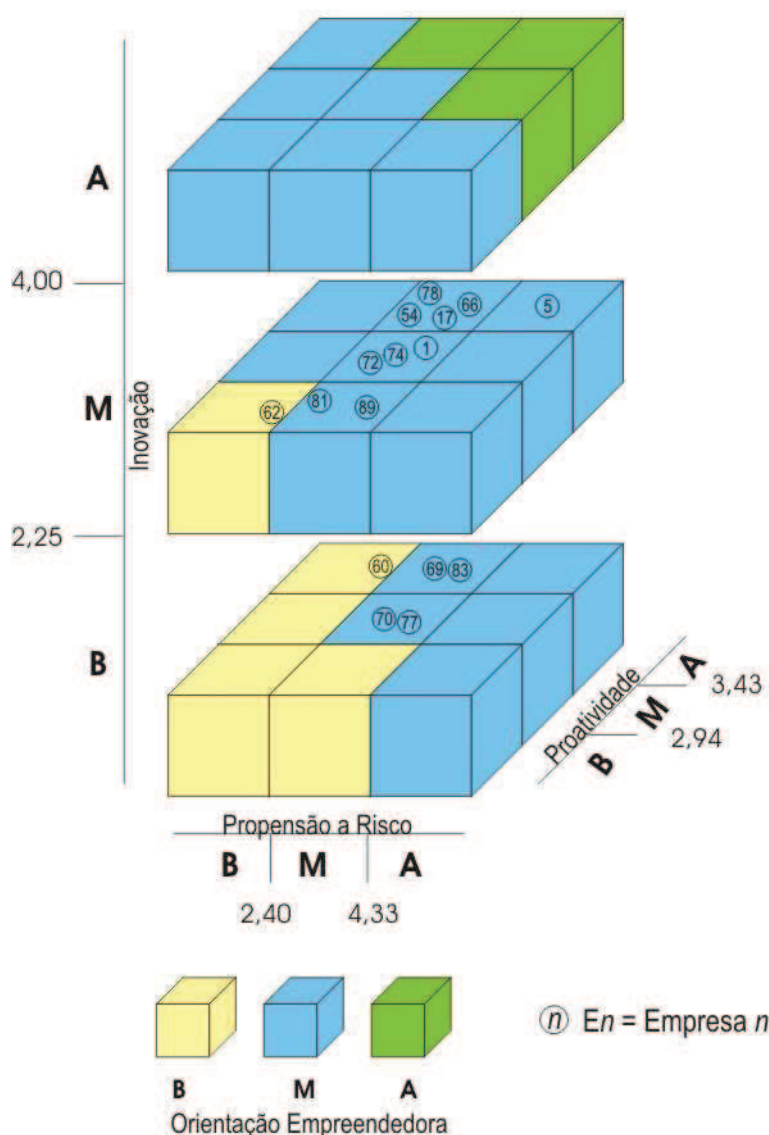 A
4,00
78
54
17
66
5
72
74
1
M
Inovação
62
81
89
2,25
60
69
83
70
77
B
Proatividade
A
3,43
M
2,94
B
Propensão a Risco
B M A
2,40 4,33
B M A
Orientação Empreendedora
n En = Empresa n